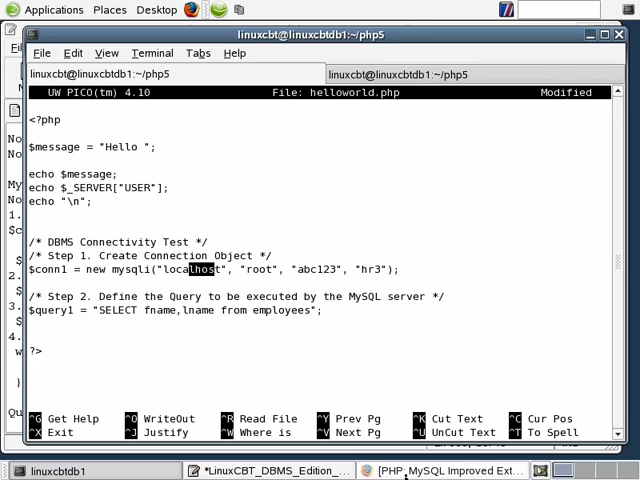 Applications Places Desktop
linuxcbt@linuxcbtdb1:~/php5
File Edit View Terminal Tabs Help
linuxcbt@linuxcbtdb1:~/php5 linuxcbt@linuxcbtdb1:~/php5
UW PICO(tm) 4.10 File: helloworld.php Modified
<?php
$message = "Hello ";
echo $message;
echo $_SERVER["USER"];
echo "\n";
/* DBMS Connectivity Test */
/* Step 1. Create Connection Object */
$conn1 = new mysqli("localhost", "root", "abc123", "hr3");
/* Step 2. Define the Query to be executed by the MySQL server */
$query1 = "SELECT fname,lname from employees";
?>
^G Get Help ^O WriteOut ^R Read File ^Y Prev Pg ^K Cut Text ^C Cur Pos
^X Exit ^J Justify ^W Where is ^V Next Pg ^U UnCut Text ^T To Spell
linuxcbtdb1 *LinuxCBT_DBMS_Edition_... [PHP: MySQL Improved Ext...